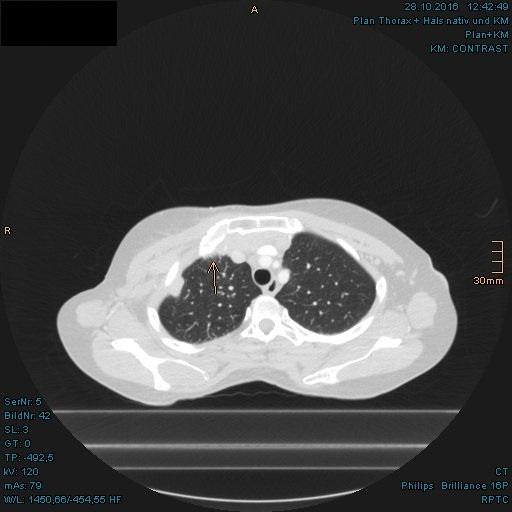 A
28.10.2016 12:42:49
Plan Thorax + Hals nativ und KM
Plan+KM
KM: CONTRAST
R
30mm
SerNr: 5
BildNr: 42
SL: 3
GT: 0
TP: -492,5
kV: 120
mAs: 79
W/L: 1450,66/-454,55 HF
CT
Philips Brilliance 16P
RPTC